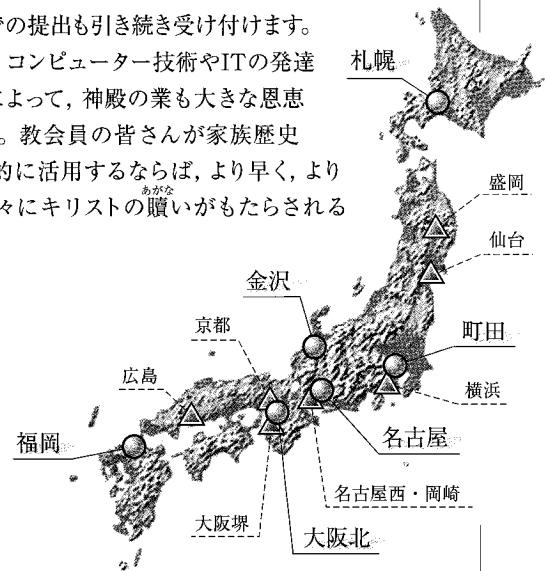 での提出も引き続き受け付けます。
コンピューター技術やITの発達
よって，神殿の業も大きな恩恵
。教会員の皆さんが家族歴史
的に活用するならば，より早く，より
々にキリストの贖いがもたらされる
あがな
札幌
盛岡
仙台
金沢
京都
町田
広島
横浜
福岡
名古屋
名古屋西・岡崎
大阪堺
大阪北